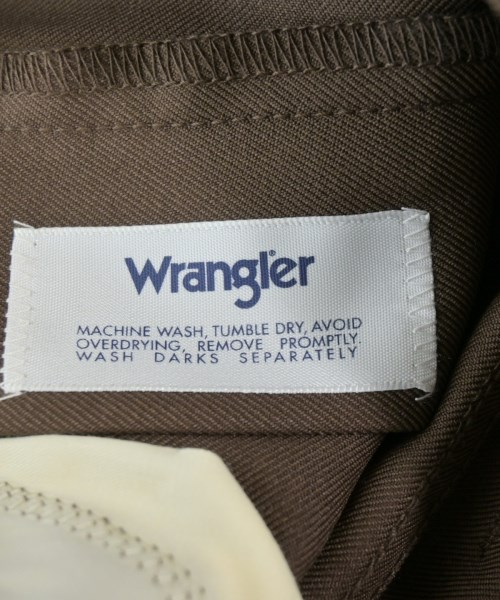 Wrangler
MACHINE WASH, TUMBLE DRY, AVOID
OVERDRYING, REMOVE PROMPTLY.
WASH DARKS SEPARATELY